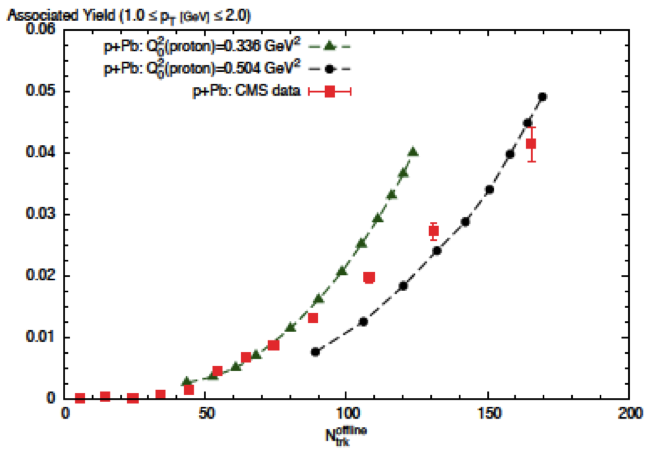 Associated Yield (1.0 ≤ pT [GeV] ≤ 2.0)
0.06
p+Pb: Q₀²(proton)=0.336 GeV²
p+Pb: Q₀²(proton)=0.504 GeV²
p+Pb: CMS data
0.05
0.04
0.03
0.02
0.01
0
0 50 100 150 200
Ntrk^offline